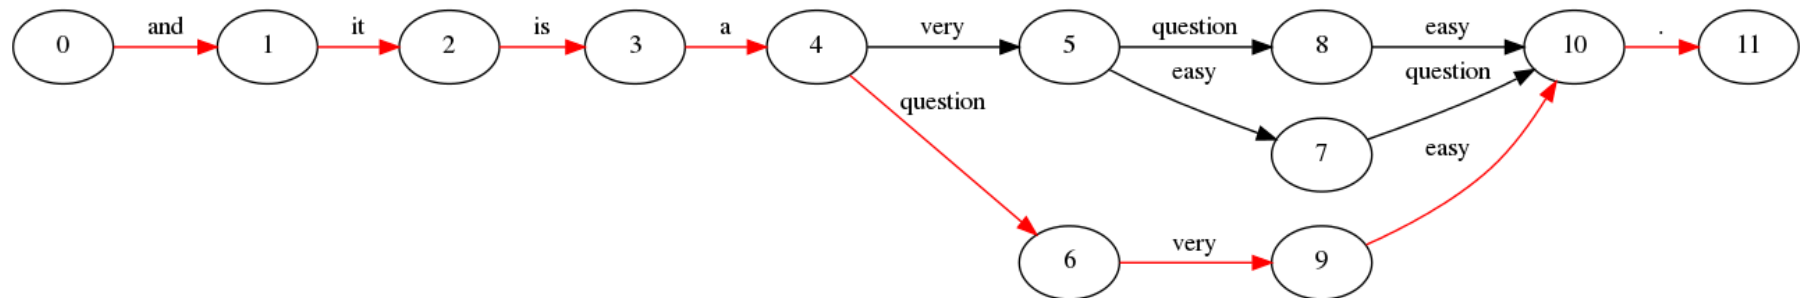 and it is a very question easy .
0 1 2 3 4 5 8 10 11
easy question
question 7 easy
very
6 9